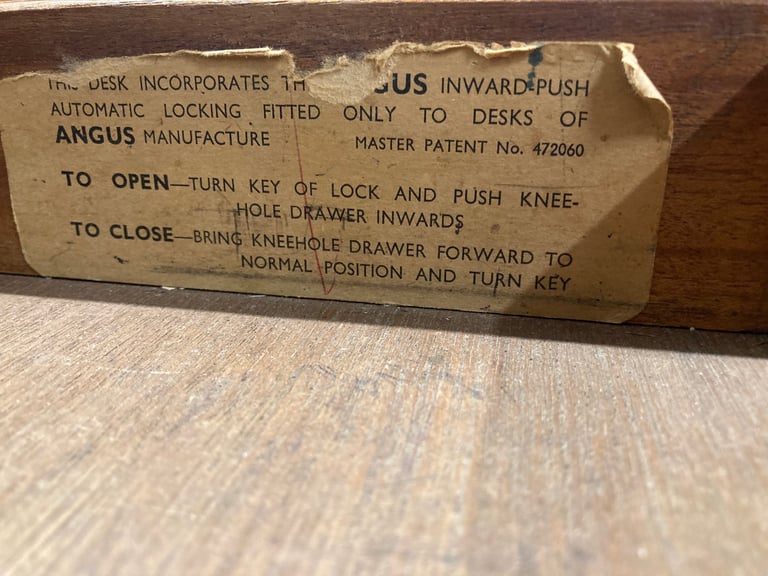 THIS DESK INCORPORATES TH GUS INWARD-PUSH
AUTOMATIC LOCKING FITTED ONLY TO DESKS OF
ANGUS MANUFACTURE MASTER PATENT No. 472060
TO OPEN—TURN KEY OF LOCK AND PUSH KNEE-
HOLE DRAWER INWARDS
TO CLOSE—BRING KNEEHOLE DRAWER FORWARD TO
NORMAL POSITION AND TURN KEY